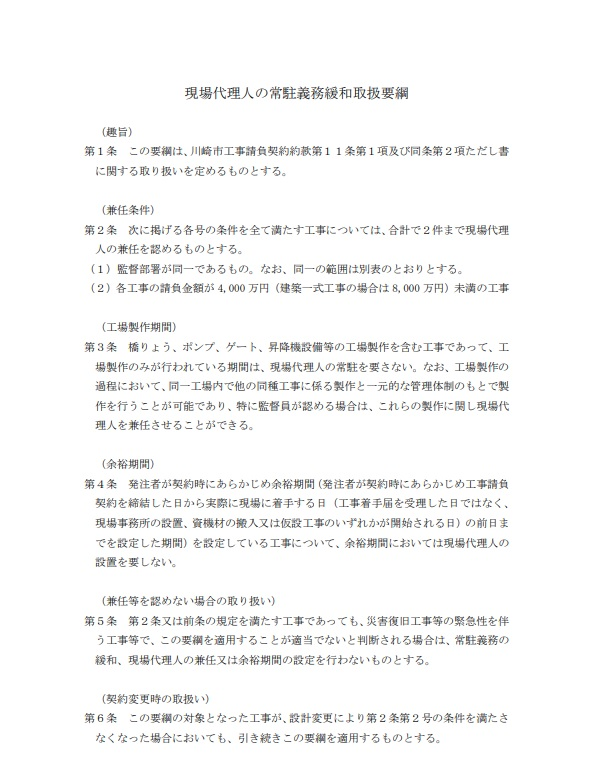 現場代理人の常駐義務緩和取扱要綱
（趣旨）
第１条　この要綱は、川崎市工事請負契約約款第１１条第１項及び同条第２項ただし書
に関する取り扱いを定めるものとする。
（兼任条件）
第２条　次に掲げる各号の条件を全て満たす工事については、合計で２件まで現場代理
人の兼任を認めるものとする。
（１）監督部署が同一であるもの。なお、同一の範囲は別表のとおりとする。
（２）各工事の請負金額が 4,000 万円（建築一式工事の場合は 8,000 万円）未満の工事
（工場製作期間）
第３条　橋りょう、ポンプ、ゲート、昇降機設備等の工場製作を含む工事であって、工
場製作のみが行われている期間は、現場代理人の常駐を要さない。なお、工場製作の
過程において、同一工場内で他の同種工事に係る製作と一元的な管理体制のもとで製
作を行うことが可能であり、特に監督員が認める場合は、これらの製作に関し現場代
理人を兼任させることができる。
（余裕期間）
第４条　発注者が契約時にあらかじめ余裕期間（発注者が契約時にあらかじめ工事請負
契約を締結した日から実際に現場に着手する日（工事着手届を受理した日ではなく、
現場事務所の設置、資機材の搬入又は仮設工事のいずれかが開始される日）の前日ま
でを設定した期間）を設定している工事について、余裕期間においては現場代理人の
設置を要しない。
（兼任等を認めない場合の取り扱い）
第５条　第２条又は前条の規定を満たす工事であっても、災害復旧工事等の緊急性を伴
う工事等で、この要綱を適用することが適当でないと判断される場合は、常駐義務の
緩和、現場代理人の兼任又は余裕期間の設定を行わないものとする。
（契約変更時の取扱い）
第６条　この要綱の対象となった工事が、設計変更により第２条第２号の条件を満たさ
なくなった場合においても、引き続きこの要綱を適用するものとする。